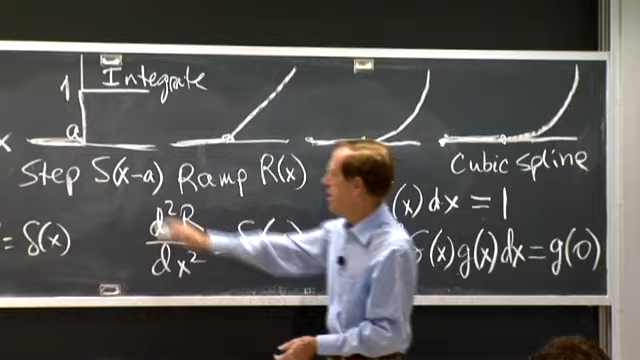 1 Integrate
a
Step S(x-a) Ramp R(x)
Cubic spline
= δ(x)
d²R
dx²
(x) dx = 1
δ(x)g(x)dx = g(0)